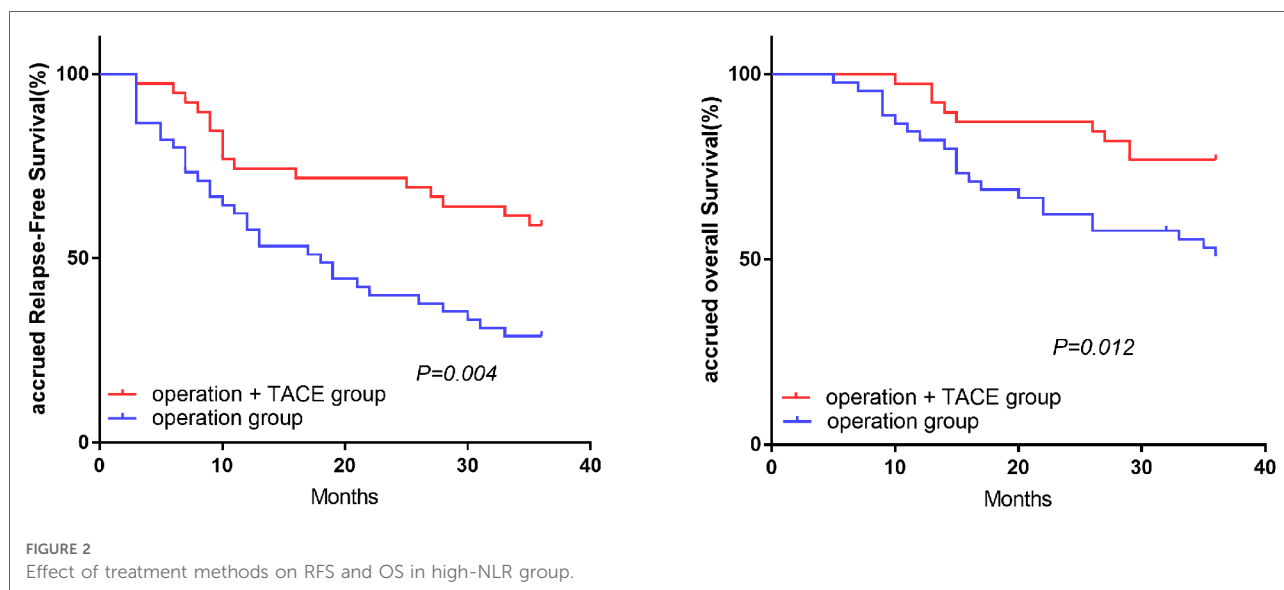 accrued Relapse-Free Survival(%)
100
50
0
P=0.004
operation + TACE group
operation group
0 10 20 30 40
Months
accrued overall Survival(%)
100
50
0
P=0.012
operation + TACE group
operation group
0 10 20 30 40
Months
FIGURE 2
Effect of treatment methods on RFS and OS in high-NLR group.